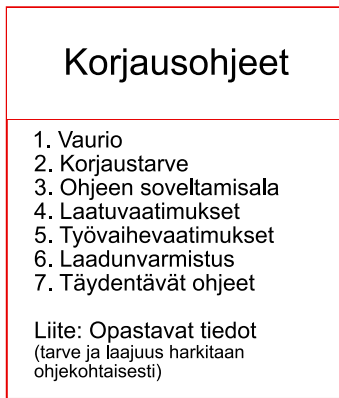 Korjausohjeet
1. Vaurio
2. Korjaustarve
3. Ohjeen soveltamisala
4. Laatuvaatimukset
5. Työvaihevaatimukset
6. Laadunvarmistus
7. Täydentävät ohjeet
Liite: Opastavat tiedot
(tarve ja laajuus harkitaan
ohjekohtaisesti)